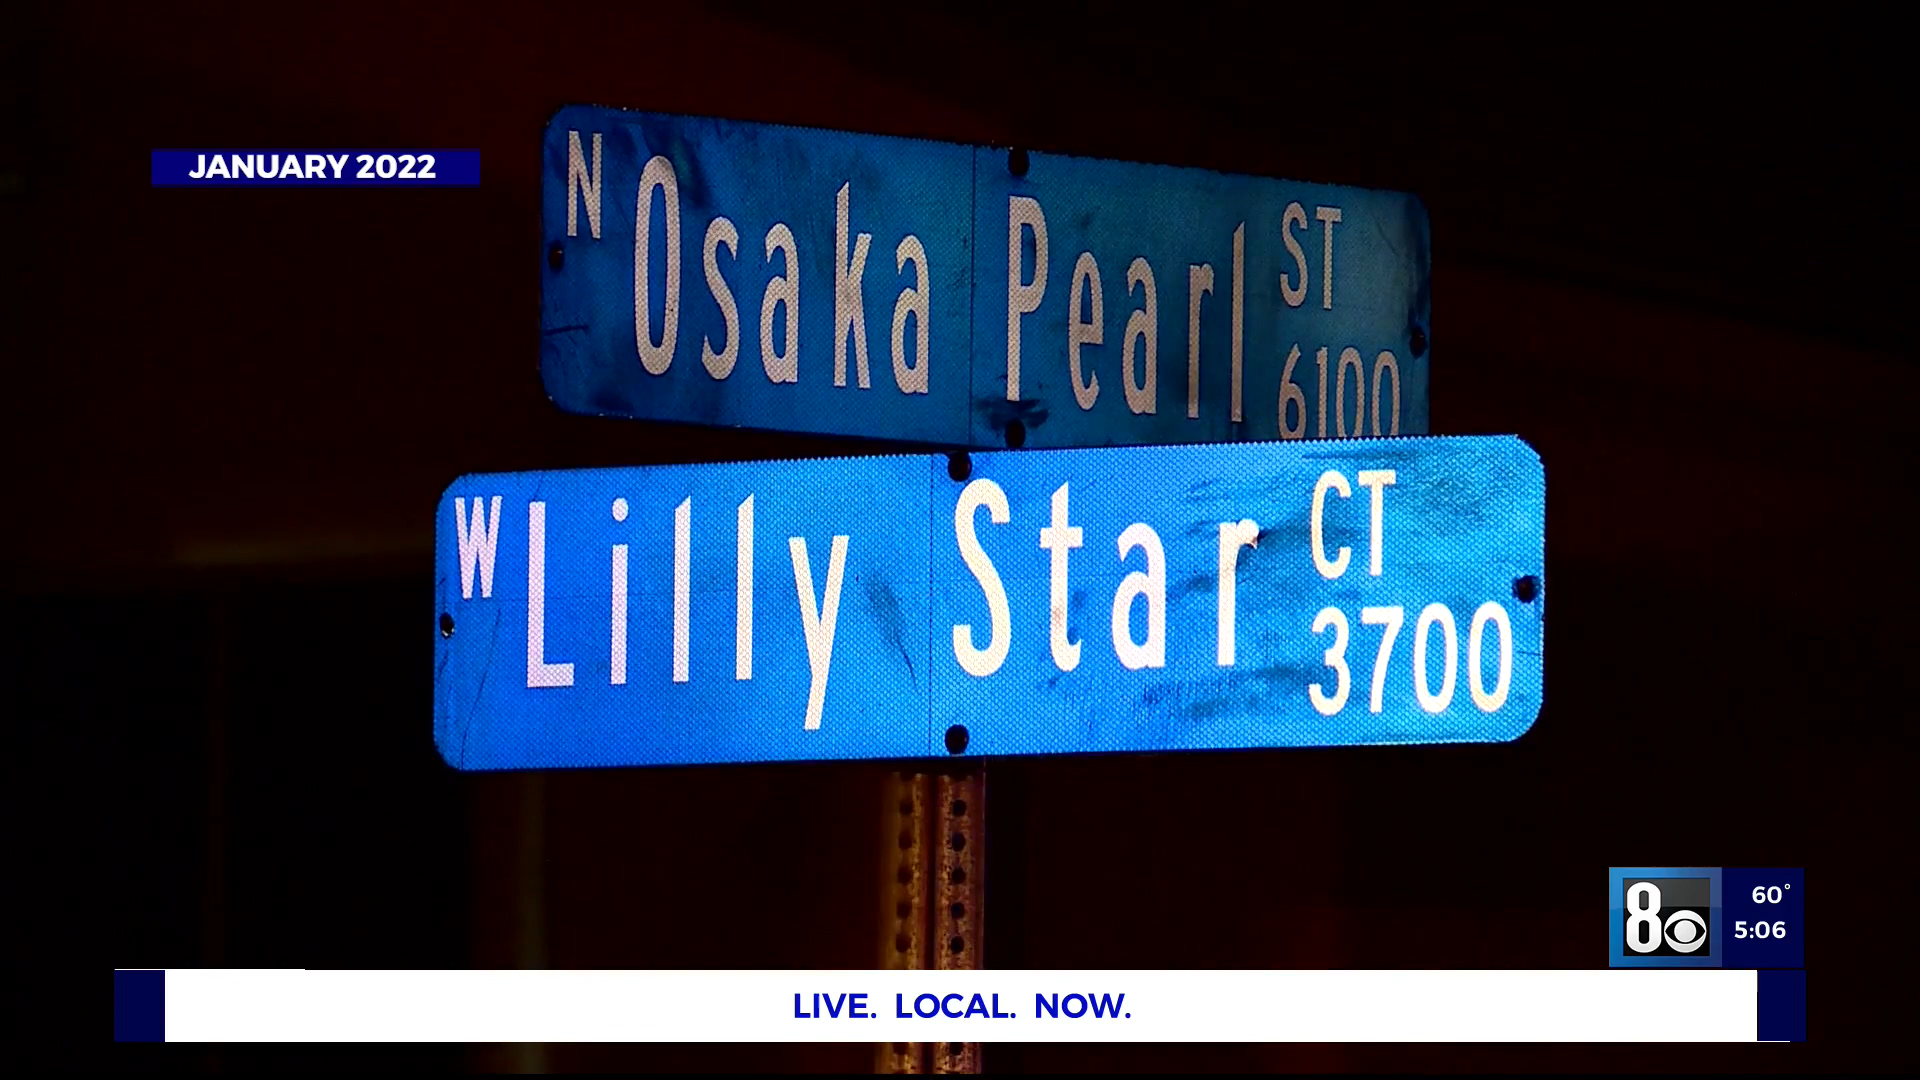 JANUARY 2022
N Osaka Pearl ST
6100
W Lilly Star CT
3700
8
60°
5:06
LIVE. LOCAL. NOW.